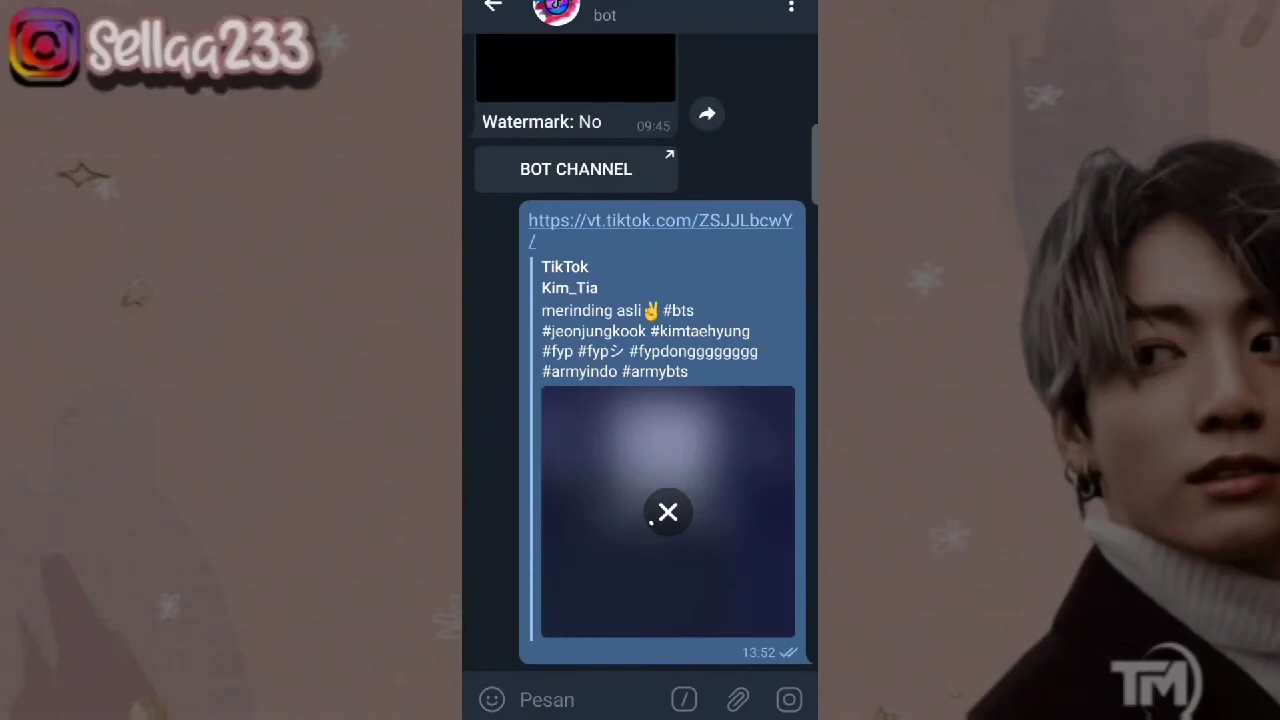 Sellaa233
bot
Watermark: No
09:45
BOT CHANNEL
https://vt.tiktok.com/ZSJJLbcwY
/
TikTok
Kim_Tia
merinding asli✌ #bts
#jeonjungkook #kimtaehyung
#fyp #fypシ #fypdongggggggg
#armyindo #armybts
13:52
Pesan
TM